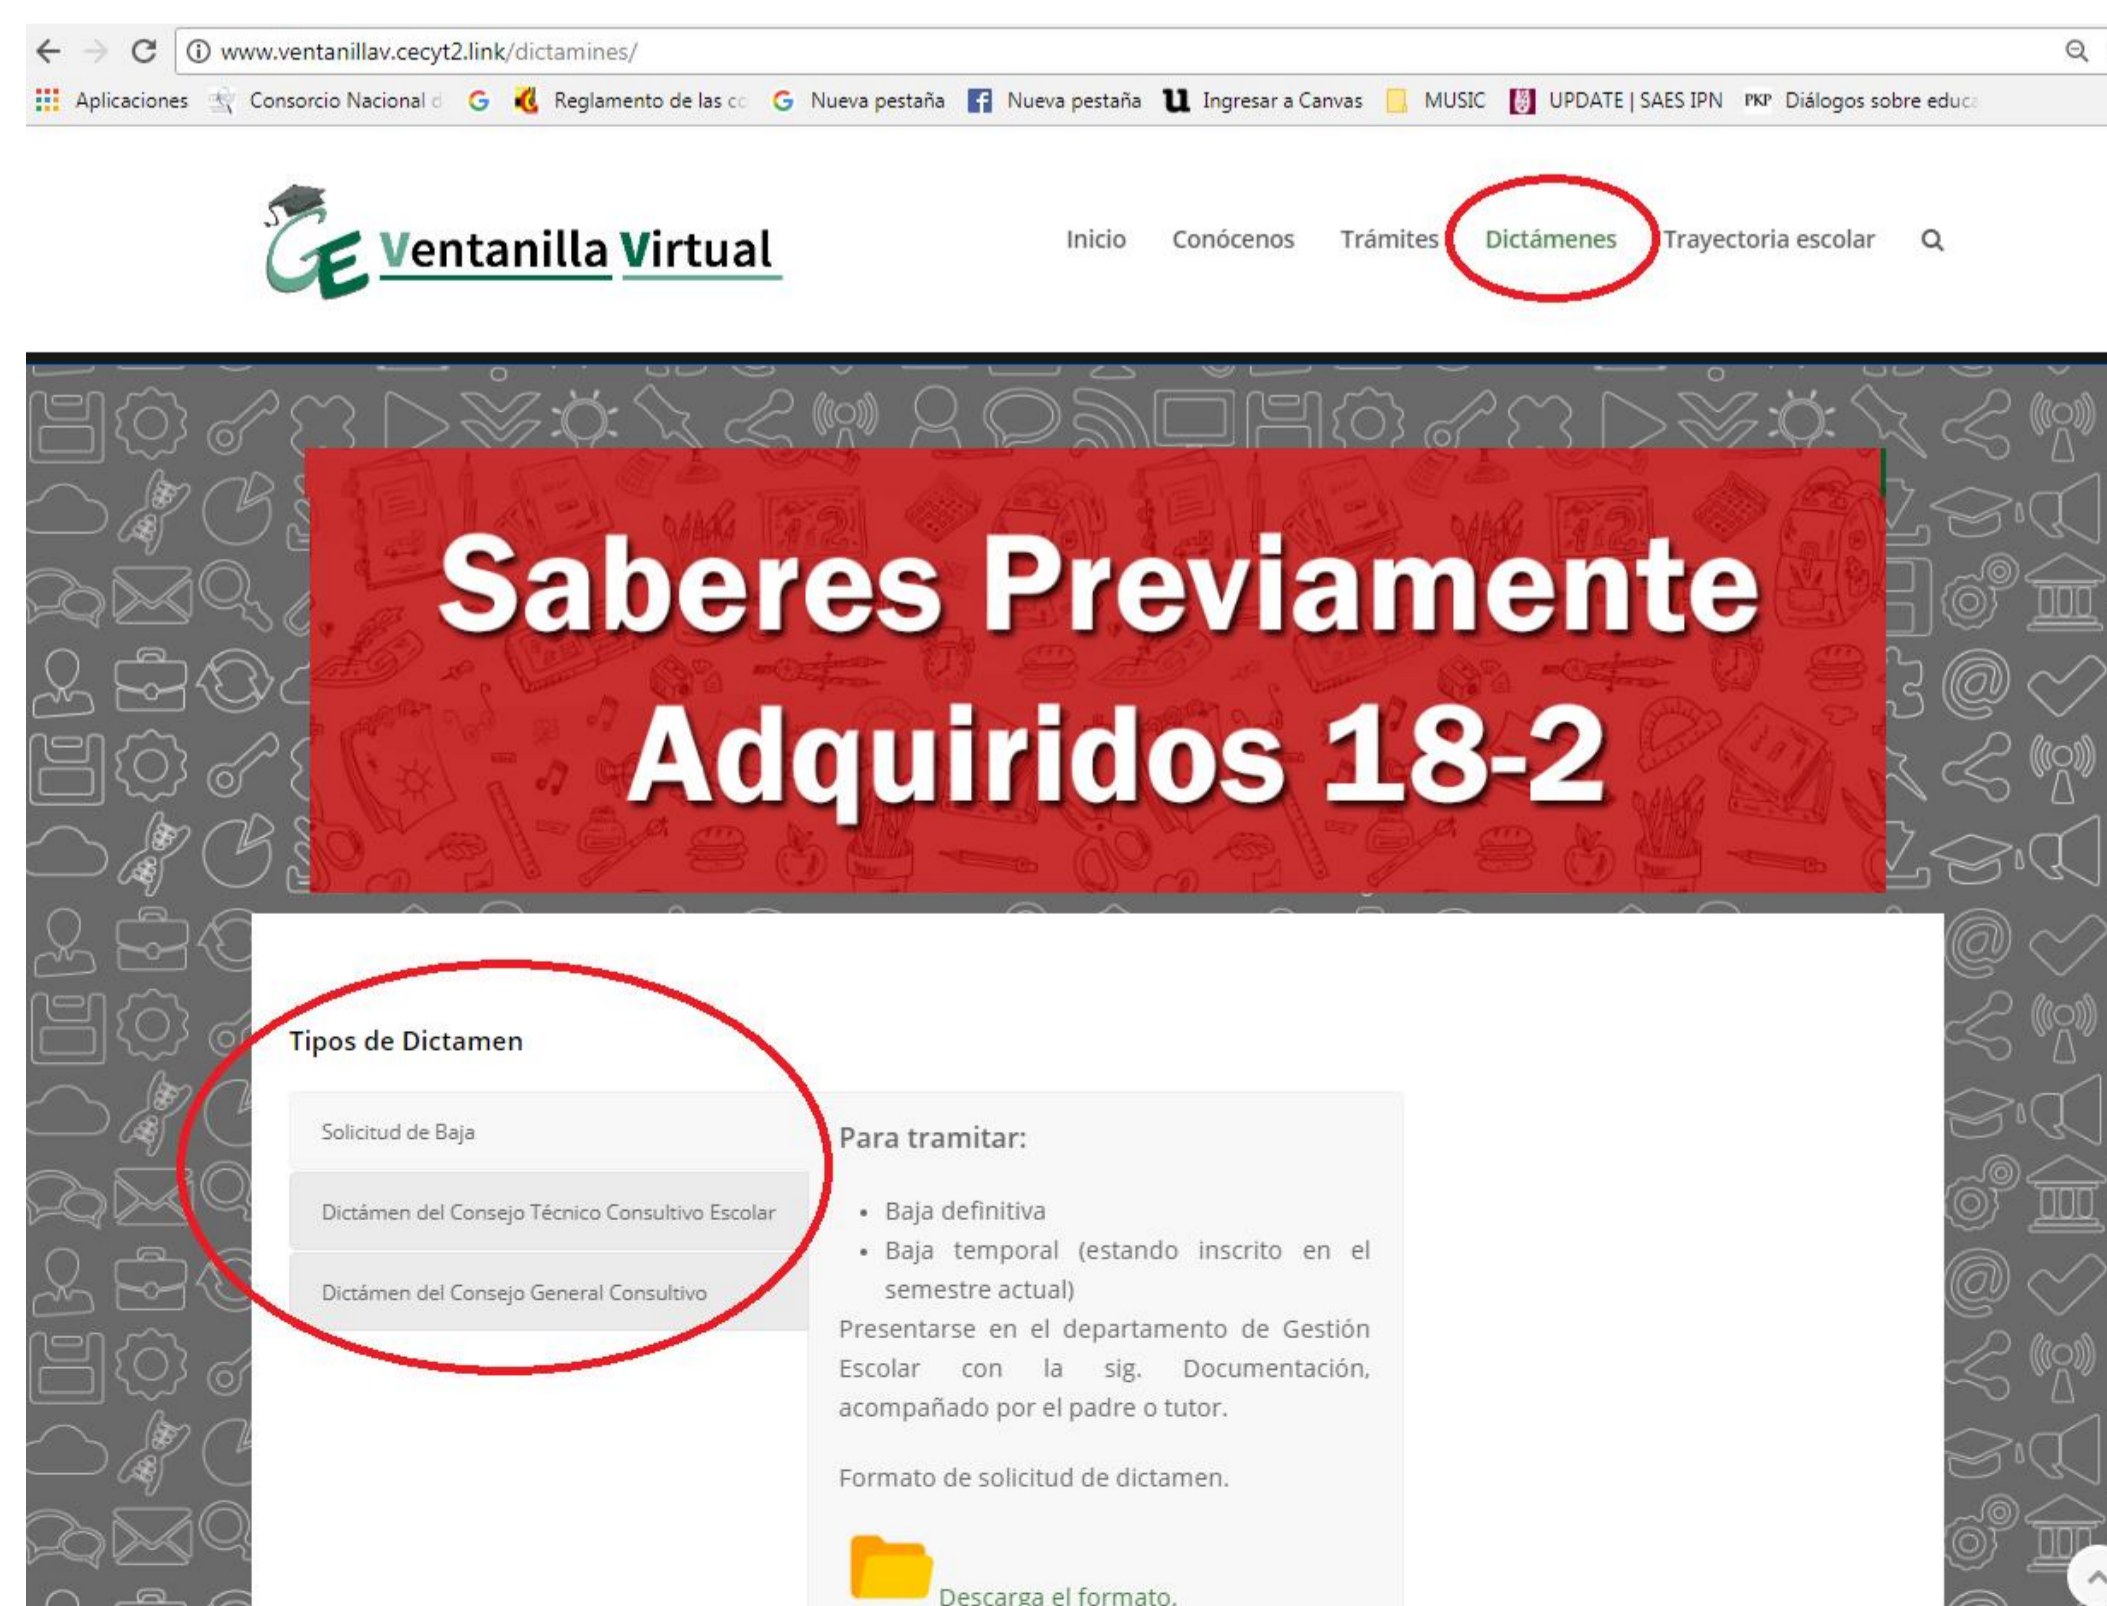 www.ventanillav.cecyt2.link/dictamines/
Aplicaciones Consorcio Nacional d Reglamento de las co Nueva pestaña Nueva pestaña Ingresar a Canvas MUSIC UPDATE | SAES IPN PKP Diálogos sobre educa
CE Ventanilla Virtual
Inicio Conócenos Trámites Dictámenes Trayectoria escolar
Saberes Previamente
Adquiridos 18-2
Tipos de Dictamen
Solicitud de Baja
Dictámen del Consejo Técnico Consultivo Escolar
Dictámen del Consejo General Consultivo
Para tramitar:
• Baja definitiva
• Baja temporal (estando inscrito en el
semestre actual)
Presentarse en el departamento de Gestión
Escolar con la sig. Documentación,
acompañado por el padre o tutor.
Formato de solicitud de dictamen.
Descarga el formato.